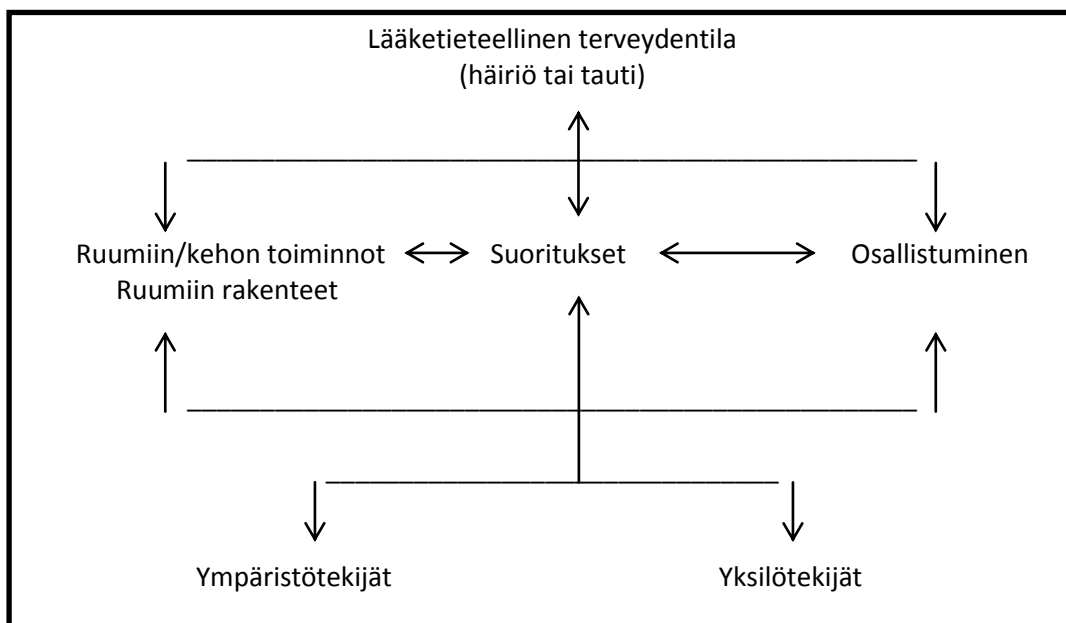 Lääketieteellinen terveydentila
(häiriö tai tauti)
Ruumiin/kehon toiminnot
Ruumiin rakenteet
Suoritukset
Osallistuminen
Ympäristötekijät
Yksilötekijät